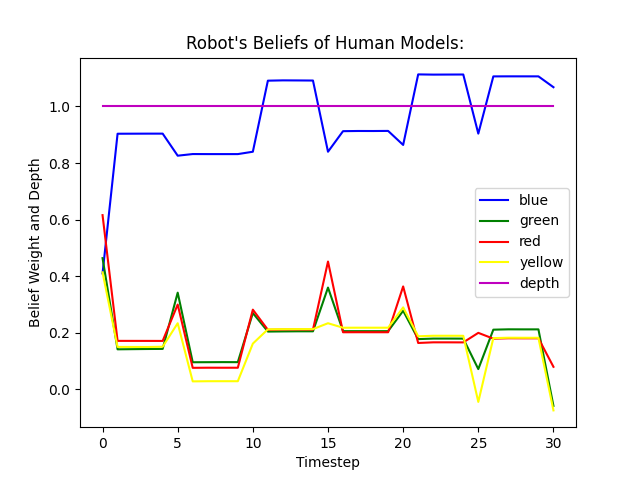 Robot's Beliefs of Human Models:
Belief Weight and Depth
1.0
0.8
0.6
0.4
0.2
0.0
blue
green
red
yellow
depth
0 5 10 15 20 25 30
Timestep